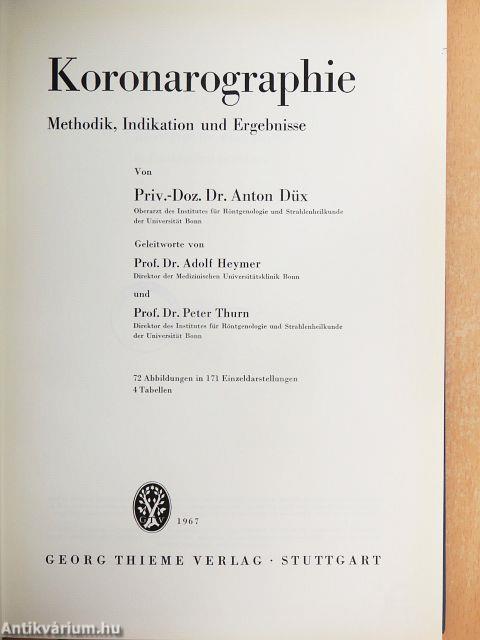 Koronarographie
Methodik, Indikation und Ergebnisse
Von
Priv.-Doz. Dr. Anton Düx
Oberarzt des Institutes für Röntgenologie und Strahlenheilkunde
der Universität Bonn
Geleitworte von
Prof. Dr. Adolf Heymer
Direktor der Medizinischen Universitätsklinik Bonn
und
Prof. Dr. Peter Thurn
Direktor des Institutes für Röntgenologie und Strahlenheilkunde
der Universität Bonn
72 Abbildungen in 171 Einzeldarstellungen
4 Tabellen
GTV 1967
GEORG THIEME VERLAG · STUTTGART
Antikvárium.hu